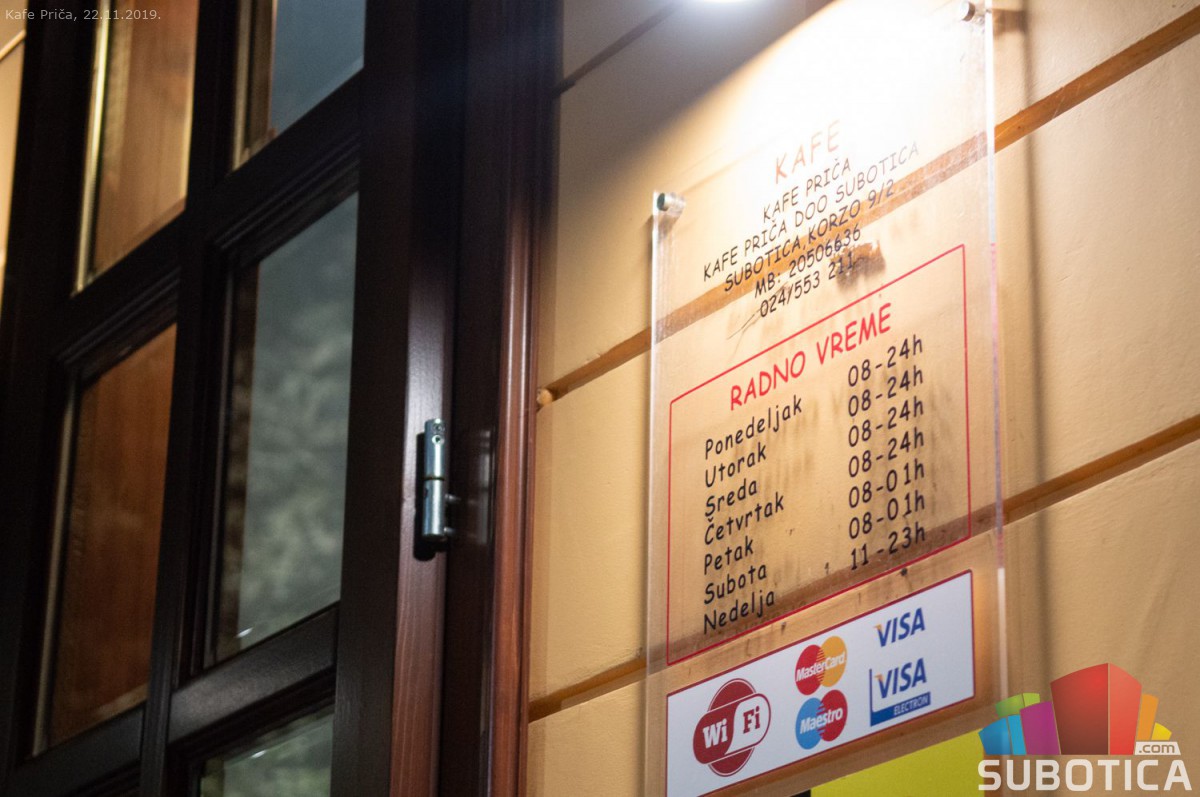 Kafe Priča, 22.11.2019.
KAFE
KAFE PRIČA
KAFE PRIČA DOO SUBOTICA
SUBOTICA,KORZO 9/2
MB: 20506636
024/553 211
RADNO VREME
Ponedeljak 08-24h
Utorak 08-24h
Sreda 08-24h
Četvrtak 08-24h
Petak 08-01h
Subota 08-01h
Nedelja 11-23h
Wi Fi
MasterCard
Maestro
VISA
VISA
ELECTRON
.com
SUBOTICA